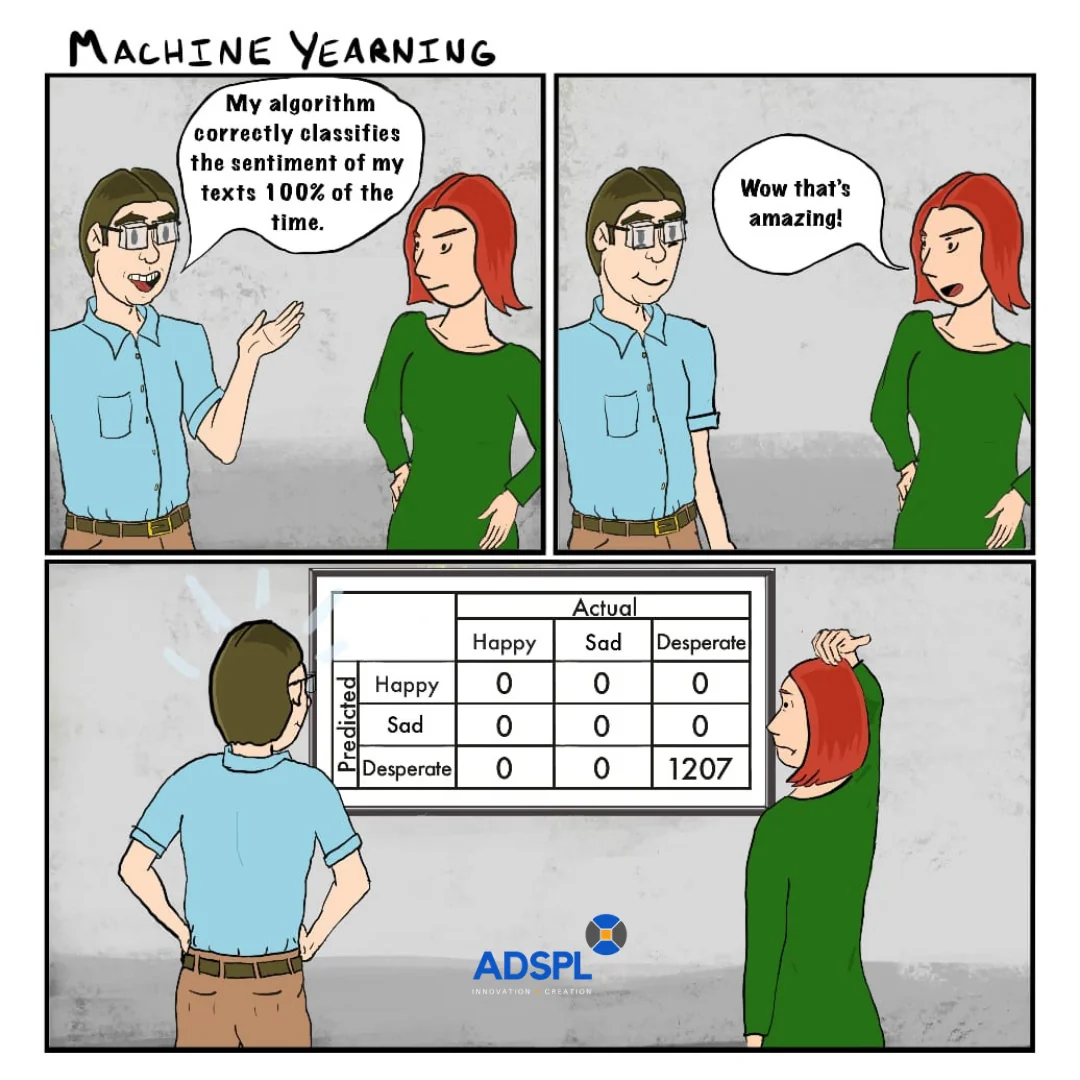 MACHINE YEARNING
My algorithm
correctly classifies
the sentiment of my
texts 100% of the
time.
Wow that's
amazing!
Actual
Happy Sad Desperate
Predicted
Happy 0 0 0
Sad 0 0 0
Desperate 0 0 1207
ADSPL
INNOVATION CREATION